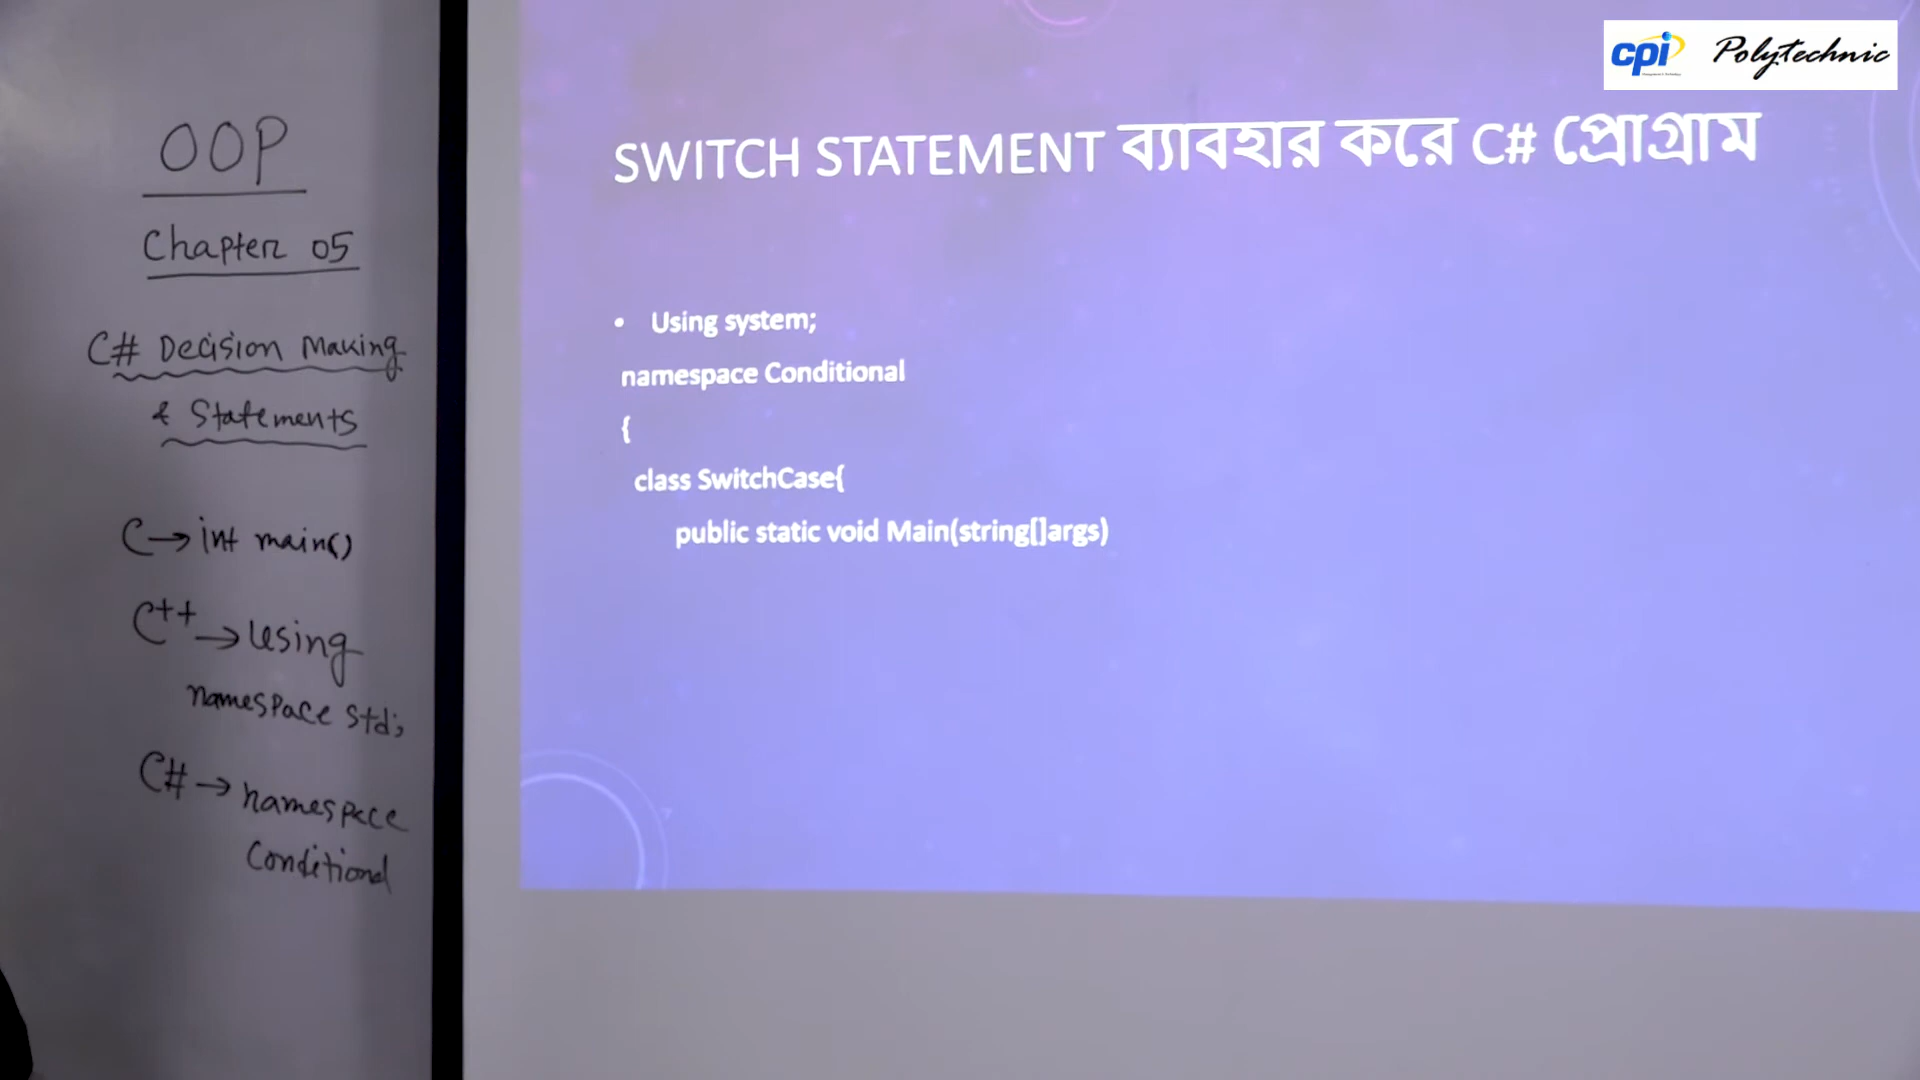 OOP
Chapter 05
C# Decision Making
& Statements
C → int main()
C++ → Using
namespace std;
C# → namespace
Conditional
cpi Polytechnic
SWITCH STATEMENT ব্যাবহার করে C# প্রোগ্রাম
• Using system;
namespace Conditional
{
class SwitchCase{
public static void Main(string[]args)